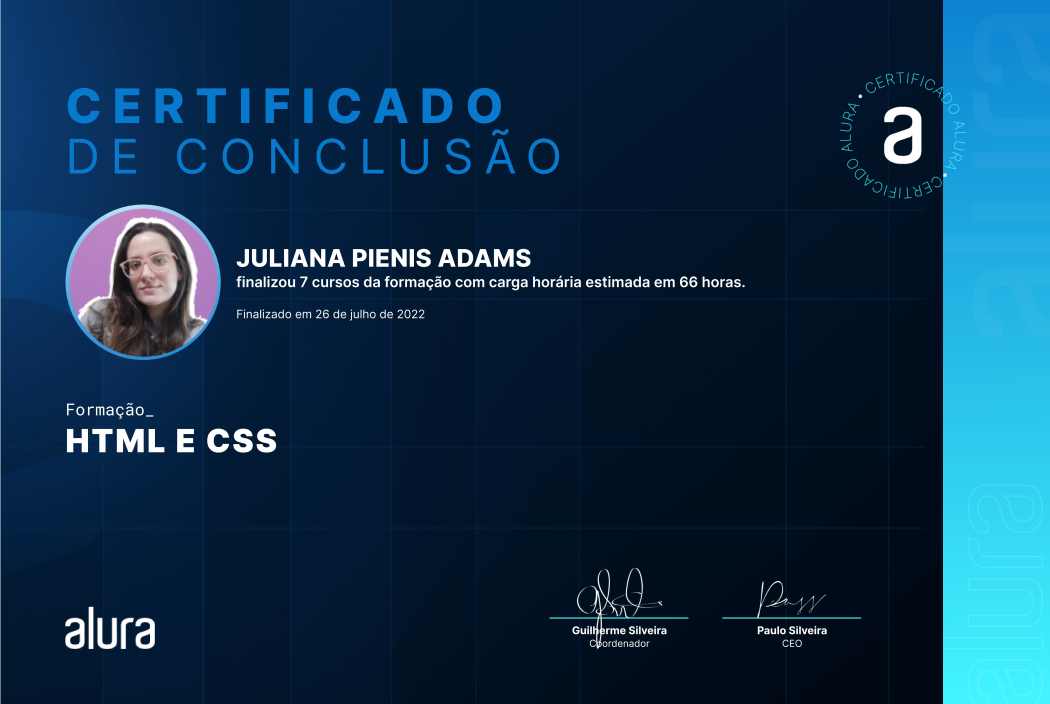 CERTIFICADO
DE CONCLUSÃO
CERTIFICADO ALURA • CERTIFICADO ALURA •
a
JULIANA PIENIS ADAMS
finalizou 7 cursos da formação com carga horária estimada em 66 horas.
Finalizado em 26 de julho de 2022
Formação_
HTML E CSS
alura
Guilherme Silveira
Coordenador
Paulo Silveira
CEO
alura
alura